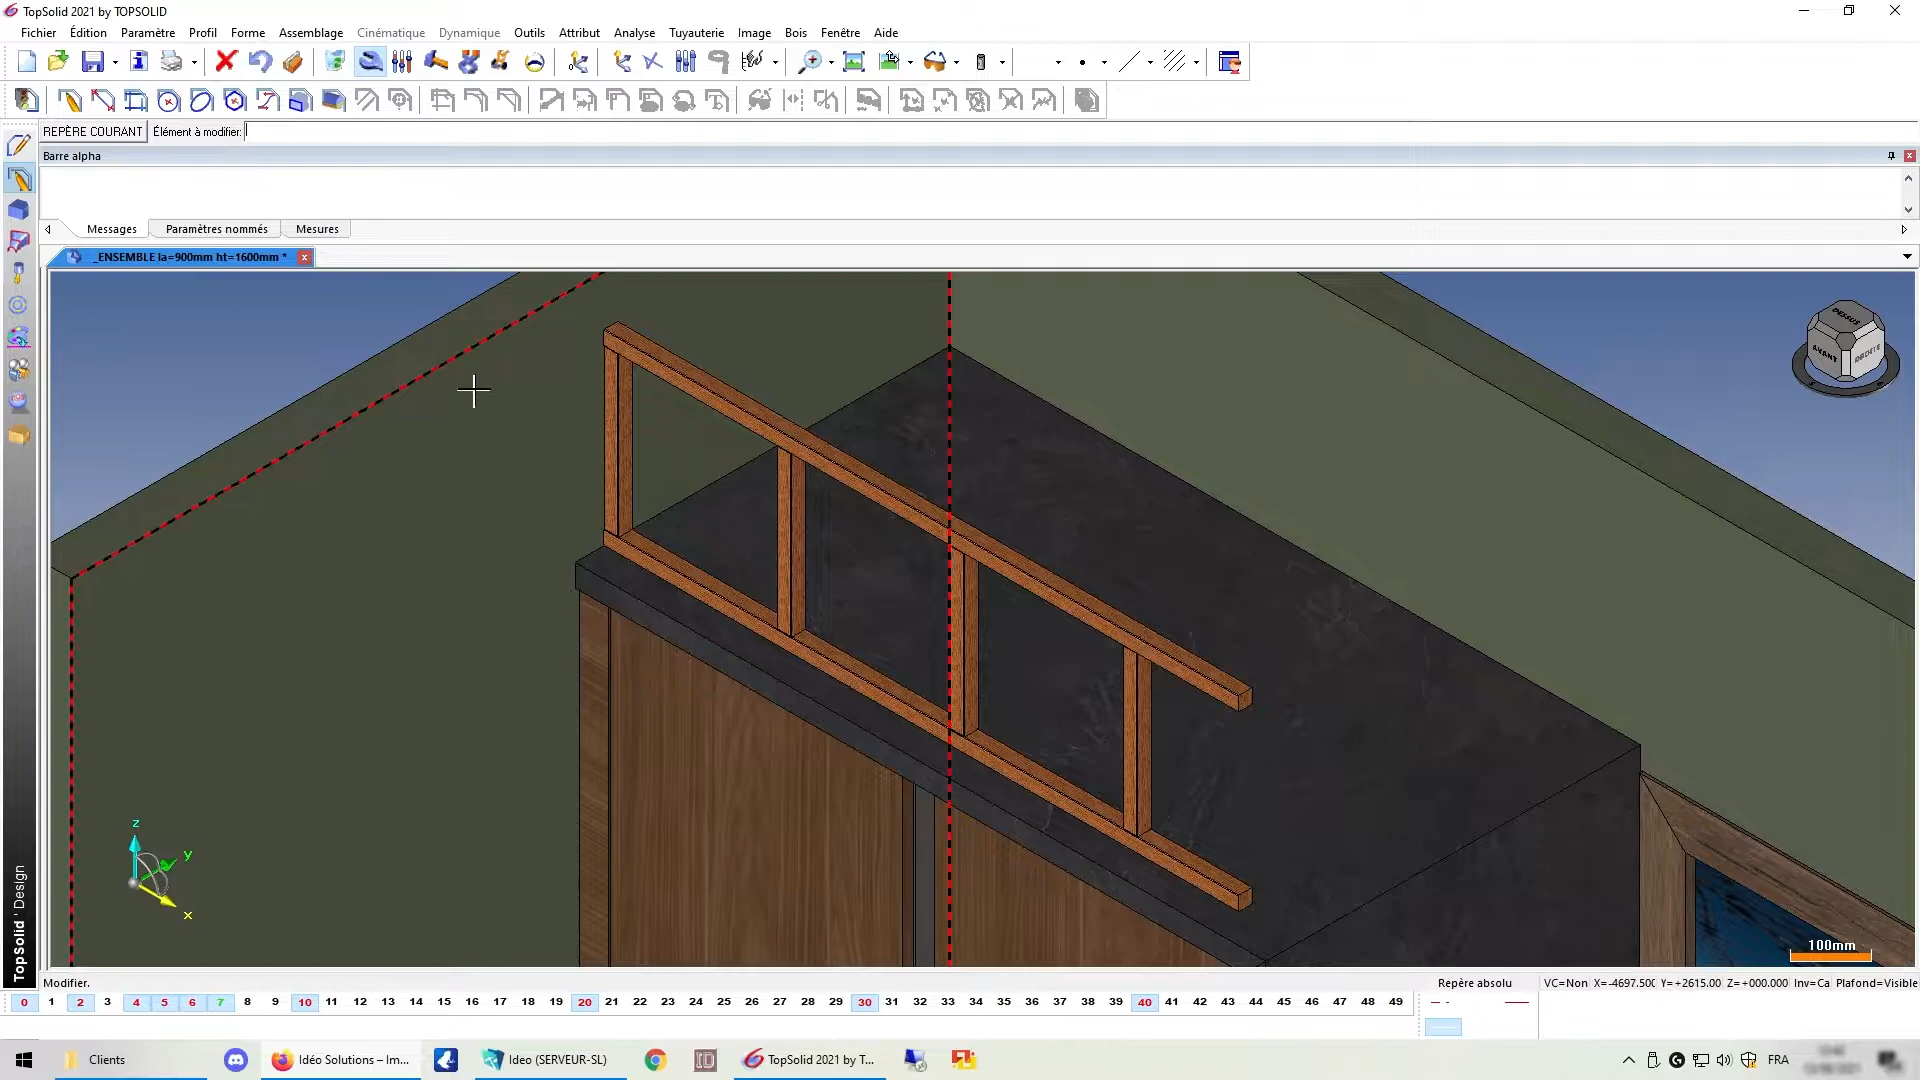 TopSolid 2021 by TOPSOLID
Fichier Édition Paramètre Profil Forme Assemblage Cinématique Dynamique Outils Attribut Analyse Tuyauterie Image Bois Fenêtre Aide
REPÈRE COURANT Élément à modifier:
Barre alpha
Messages Paramètres nommés Mesures
_ENSEMBLE la=900mm ht=1600mm *
DESSUS
AVANT DROITE
z
y
x
100mm
TopSolid'Design
Modifier. Repère absolu VC=Non X=-4697.50( Y=+2615.00 Z=+000.000 Inv=Ca Plafond=Visible
0 1 2 3 4 5 6 7 8 9 10 11 12 13 14 15 16 17 18 19 20 21 22 23 24 25 26 27 28 29 30 31 32 33 34 35 36 37 38 39 40 41 42 43 44 45 46 47 48 49
Clients Idéo Solutions – Im... Ideo (SERVEUR-SL) ID TopSolid 2021 by T... FRA